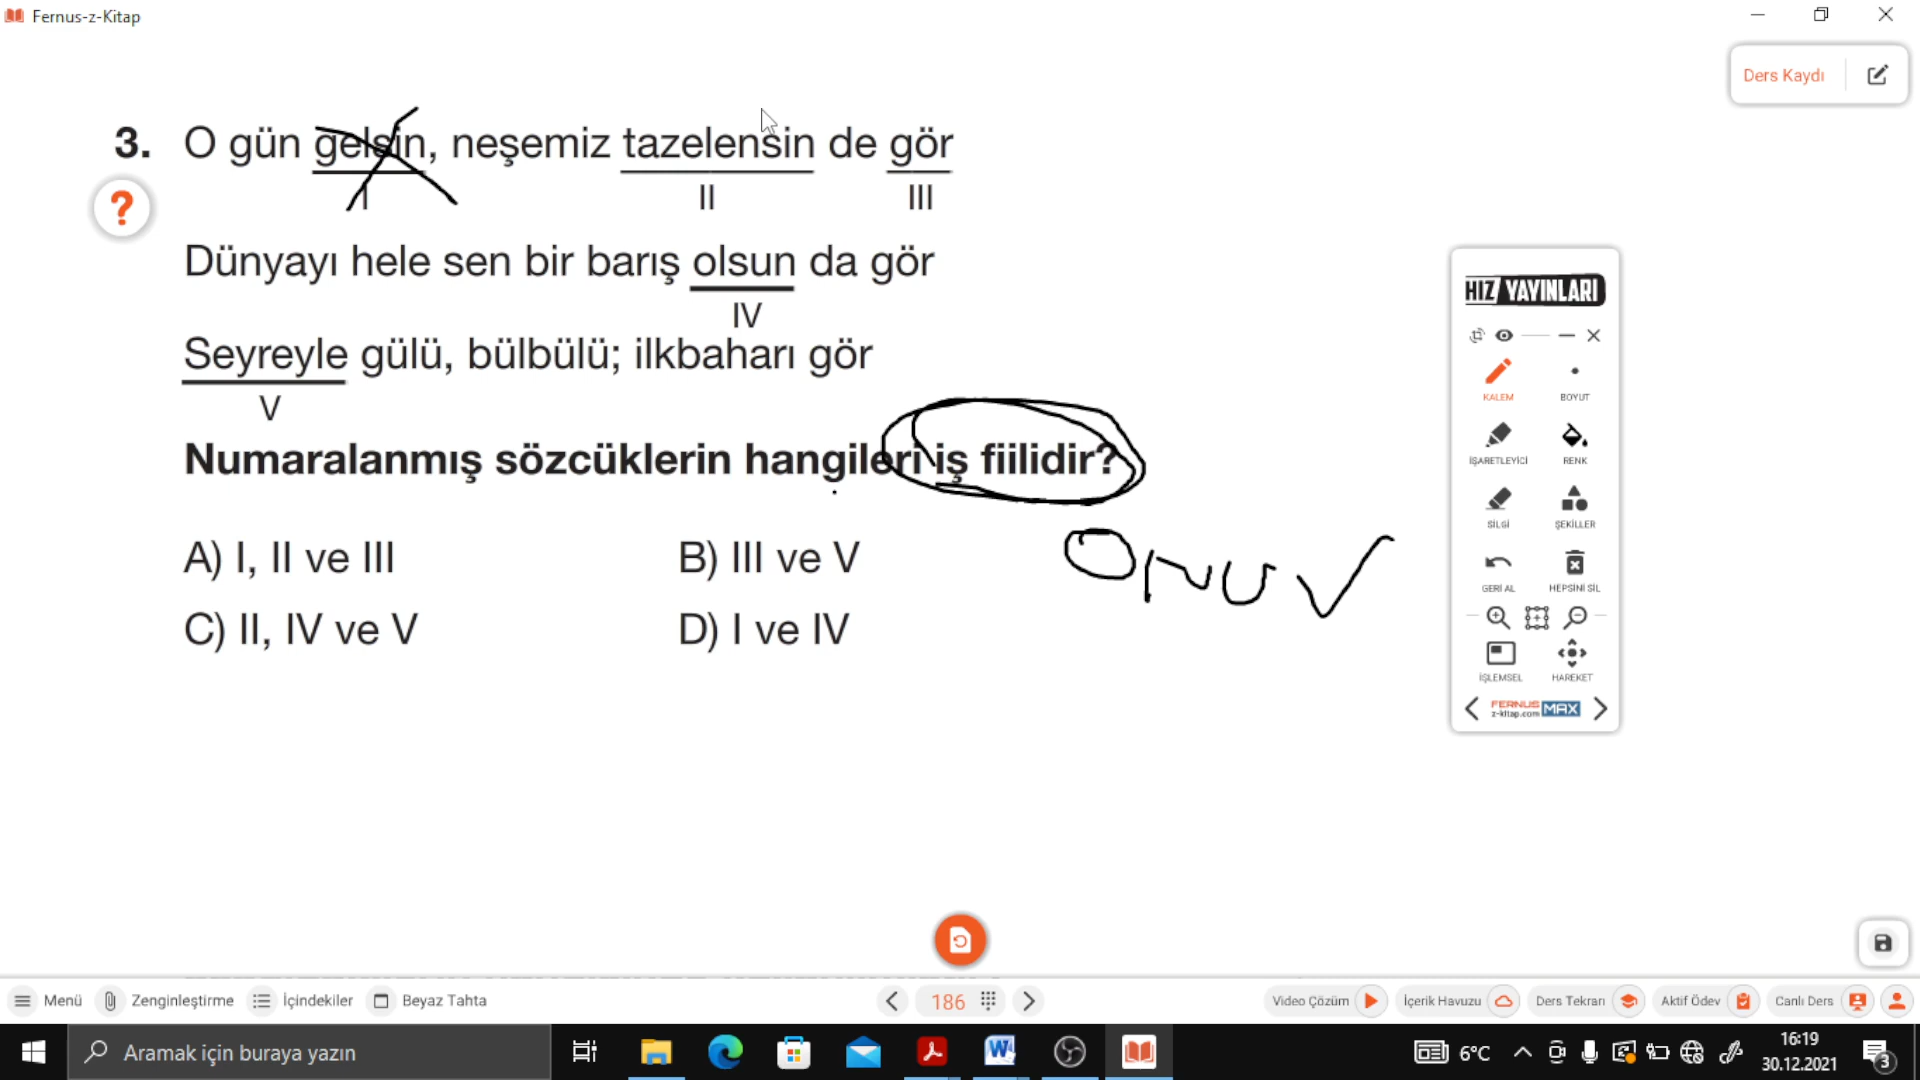 Fernus-z-Kitap
Ders Kaydı
3. O gün gelsin, neşemiz tazelensin de gör
I II III
Dünyayı hele sen bir barış olsun da gör
IV
Seyreyle gülü, bülbülü; ilkbaharı gör
V
Numaralanmış sözcüklerin hangileri iş fiilidir?
A) I, II ve III B) III ve V
C) II, IV ve V D) I ve IV
onu
?
HIZ YAYINLARI
KALEM BOYUT
İŞARETLEYİCİ RENK
SİLGİ ŞEKİLLER
GERİ AL HEPSİNİ SİL
İŞLEMSEL HAREKET
FERNUS z-kitap.com MAX
Menü Zenginleştirme İçindekiler Beyaz Tahta 186 Video Çözüm İçerik Havuzu Ders Tekrarı Aktif Ödev Canlı Ders
Aramak için buraya yazın 6°C 16:19
30.12.2021 3